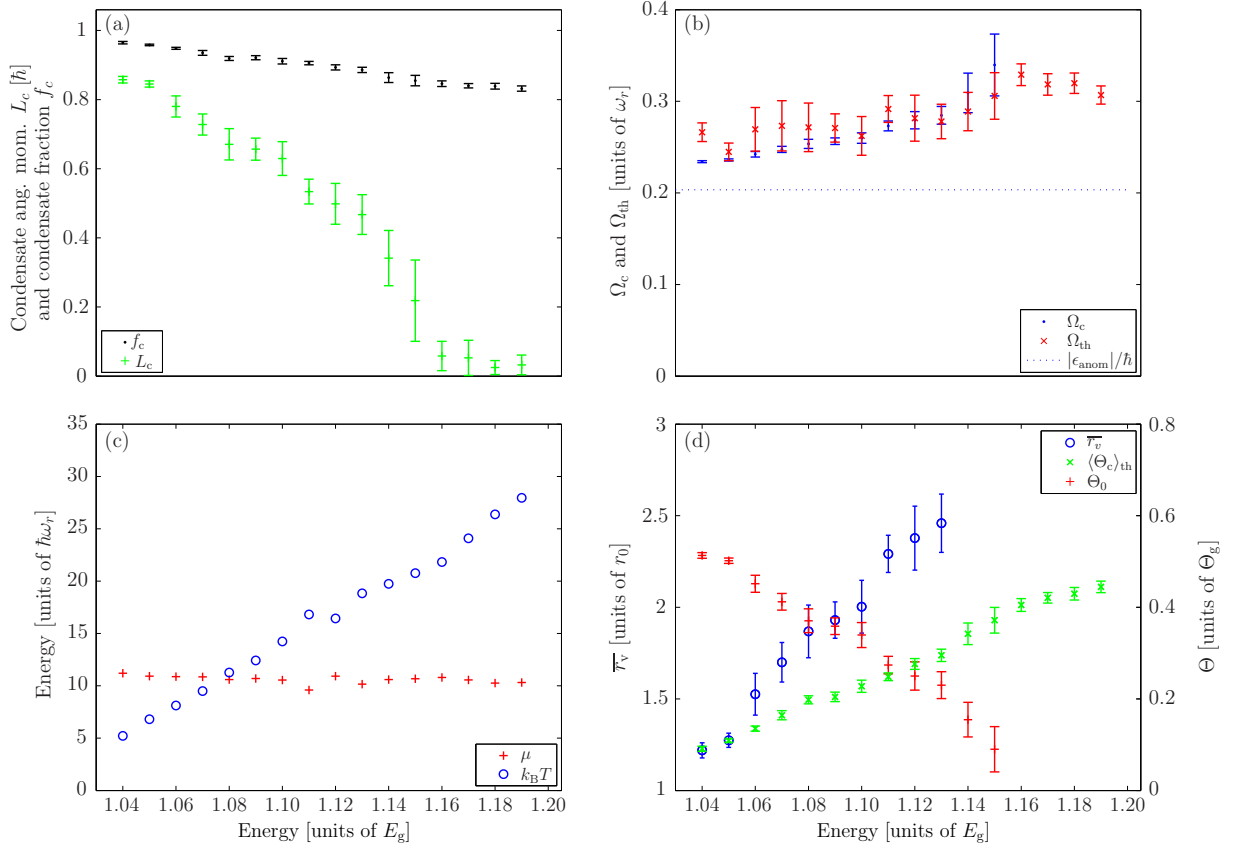 (a)
1
0.8
0.6
0.4
0.2
0
Condensate ang. mom. L_c [ħ]
and condensate fraction f_c
f_c
L_c
(b)
0.4
0.3
0.2
0.1
0
Ω_c and Ω_th [units of ω_r]
Ω_c
Ω_th
|ϵ_anom|/ħ
(c)
35
30
25
20
15
10
5
0
Energy [units of ħω_r]
μ
k_BT
1.04 1.06 1.08 1.10 1.12 1.14 1.16 1.18 1.20
Energy [units of E_g]
(d)
3
2.5
2
1.5
1
r̅_v [units of r_0]
r̅_v
⟨Θ_c⟩_th
Θ_0
0.8
0.6
0.4
0.2
0
Θ [units of Θ_g]
1.04 1.06 1.08 1.10 1.12 1.14 1.16 1.18 1.20
Energy [units of E_g]